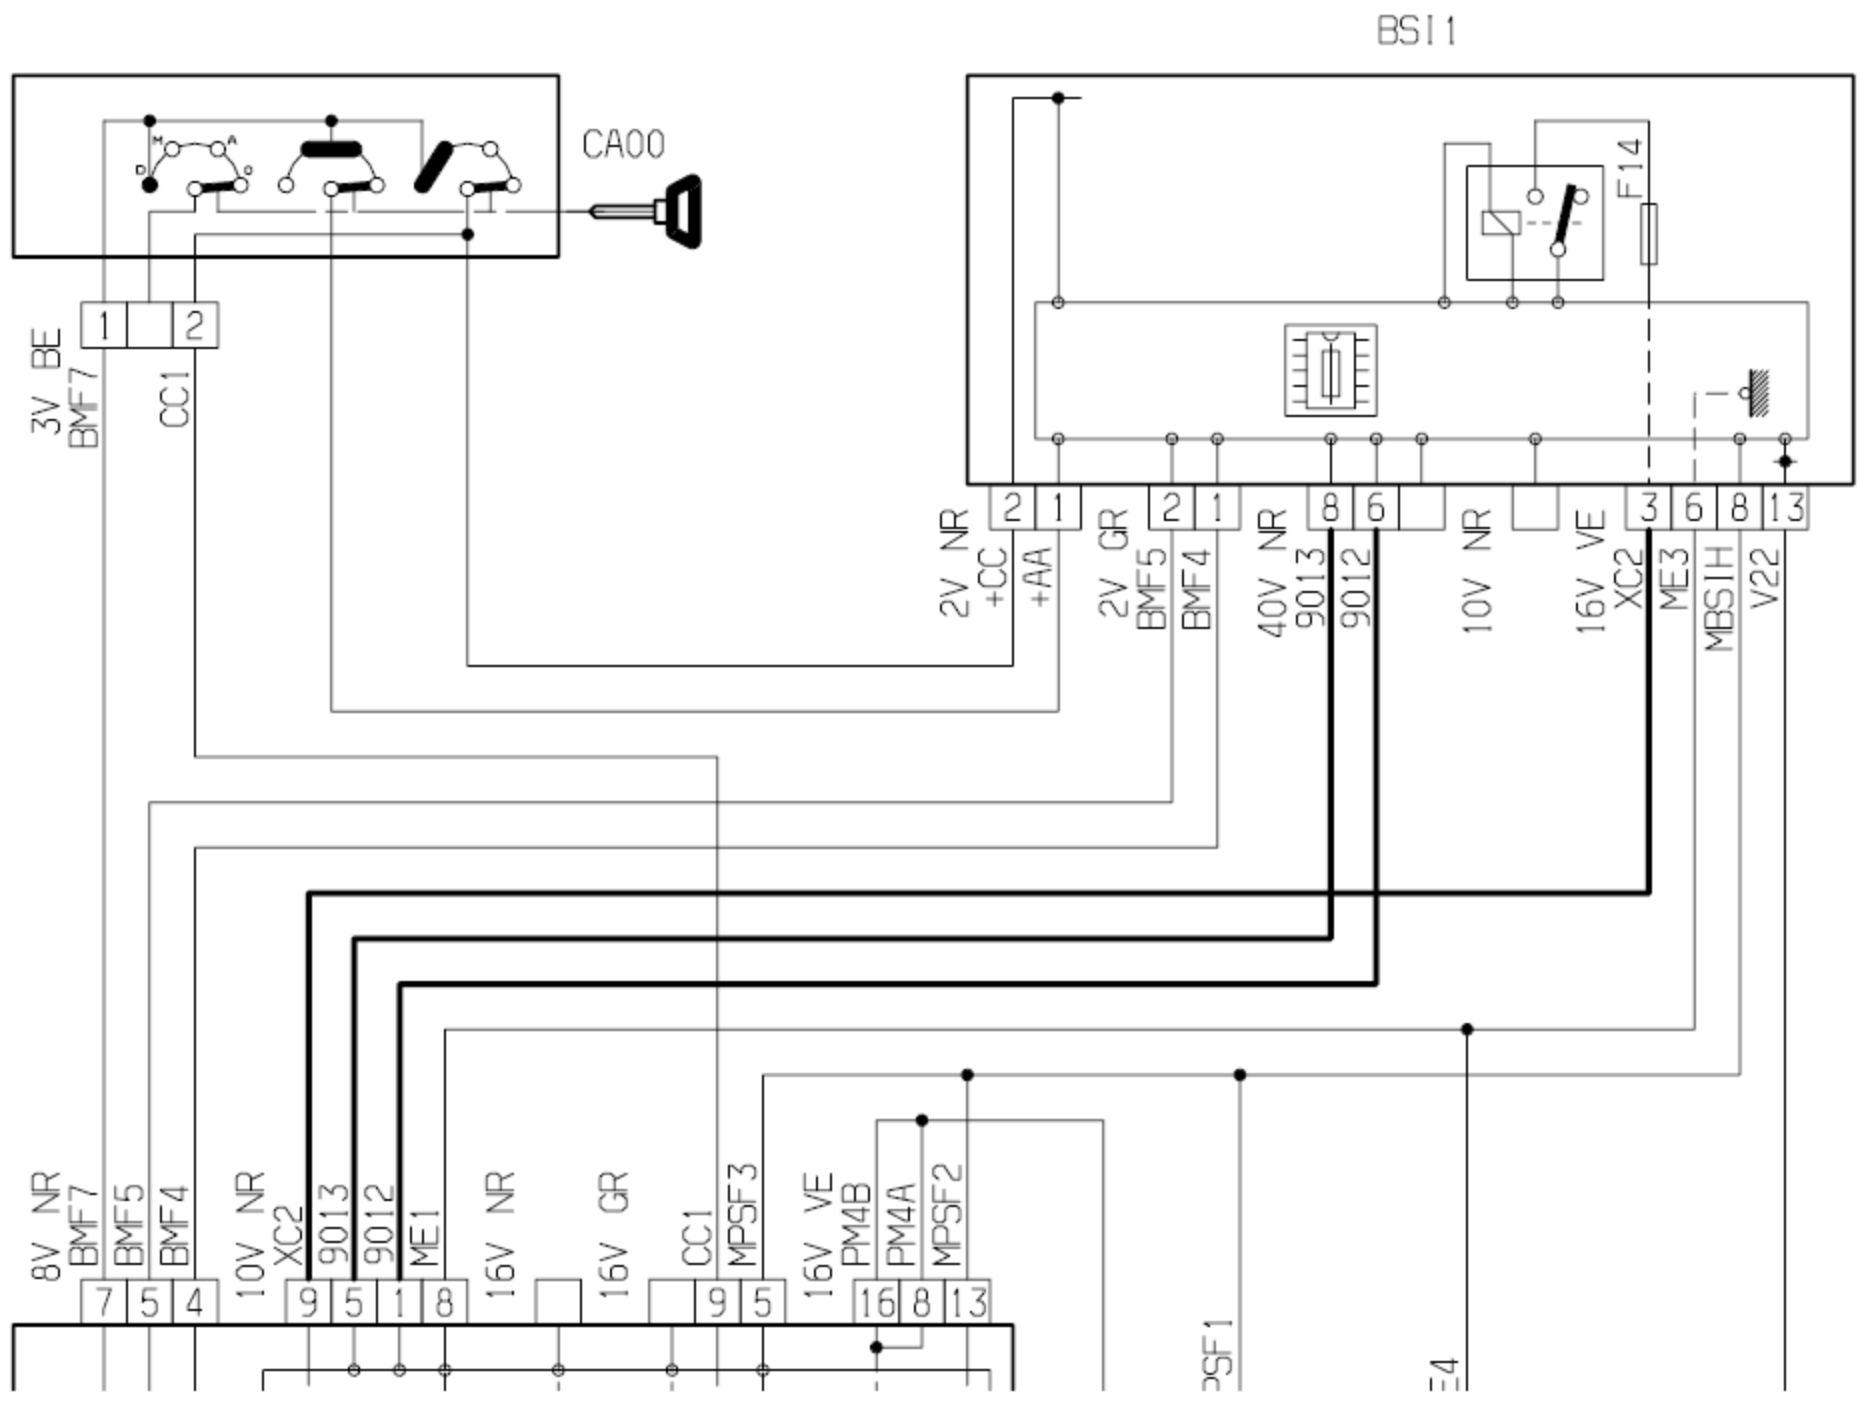 BSI1
CA00
M A
D O
F14
1 2
3V BE
BMF7
CC1
2 1 2 1 8 6 3 6 8 13
2V NR
+CC
+AA
2V GR
BMF5
BMF4
40V NR
9013
9012
10V NR
16V VE
XC2
ME3
MBSIH
V22
8V NR
BMF7
BMF5
BMF4
10V NR
XC2
9013
9012
ME1
16V NR
16V GR
CC1
MPSF3
16V VE
PM4B
PM4A
MPSF2
7 5 4 9 5 1 8 9 5 16 8 13
PSF1
E4